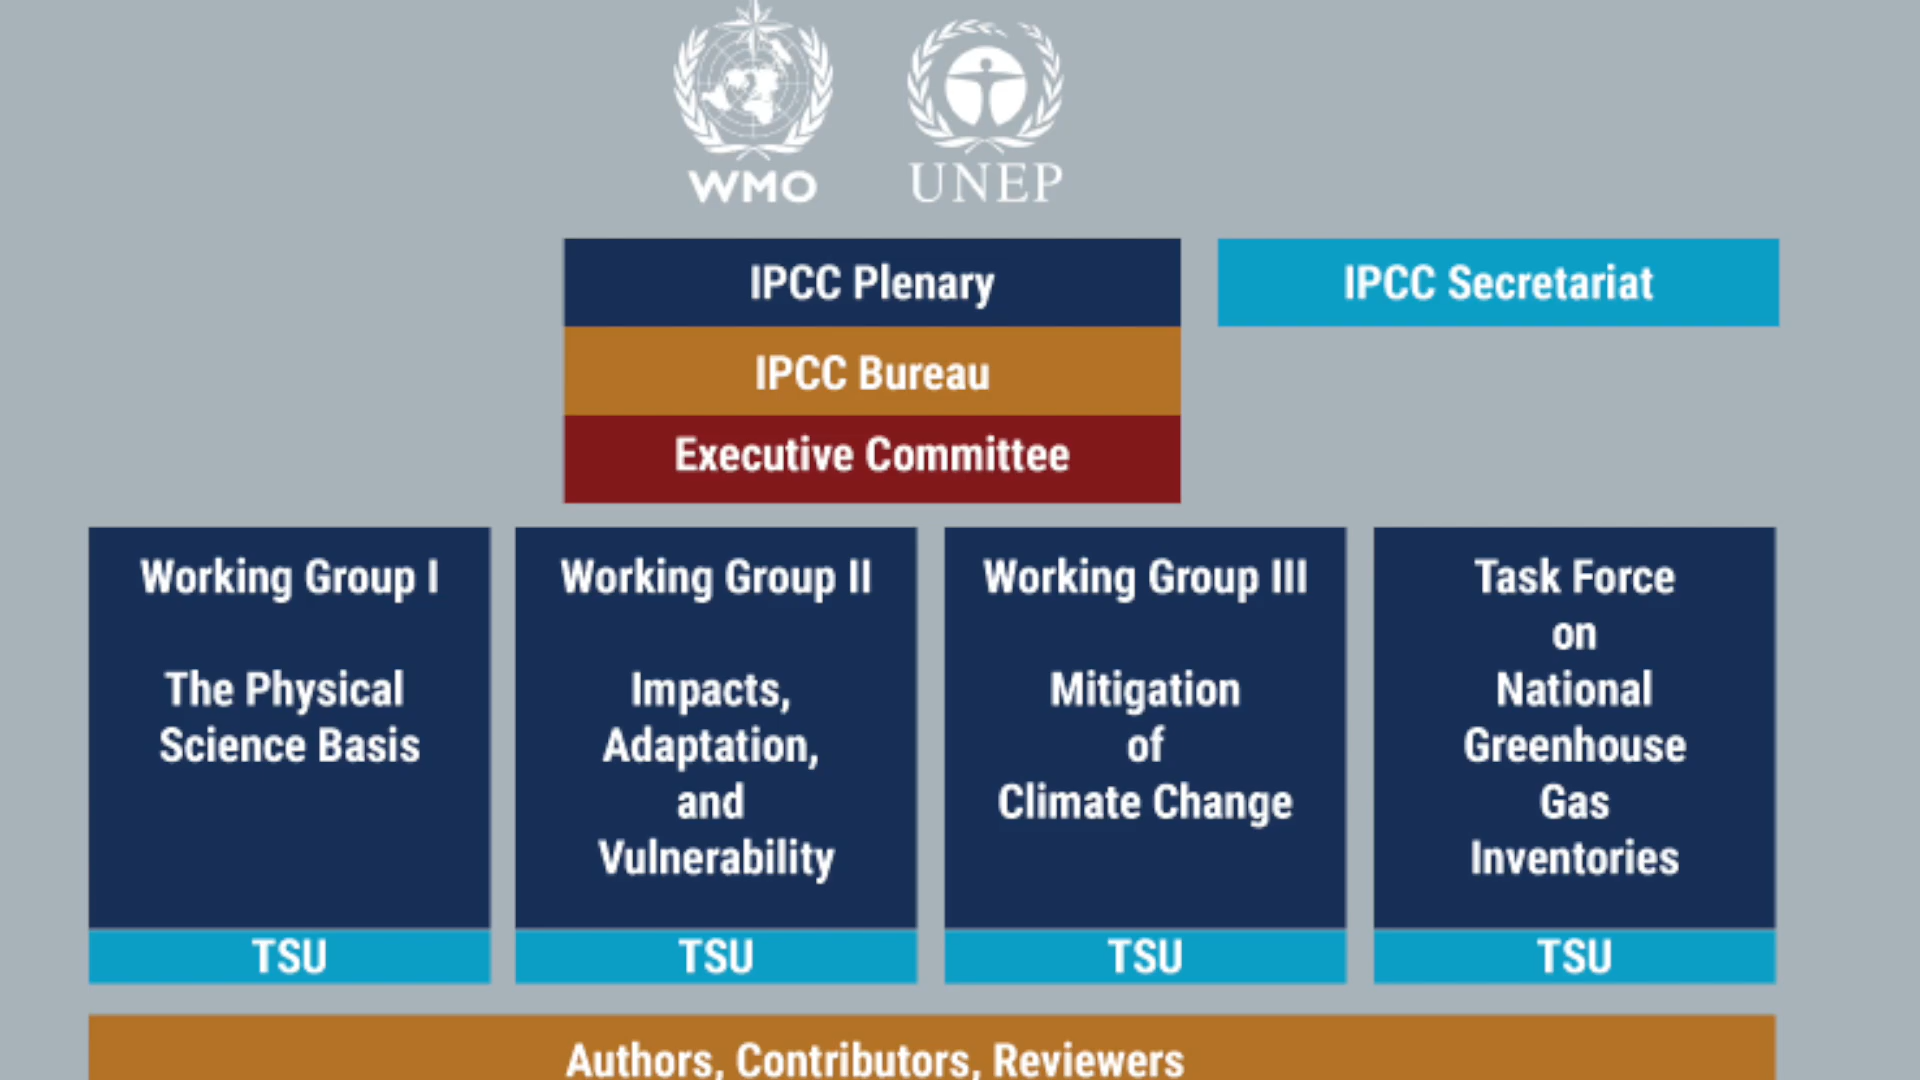 WMO
UNEP
IPCC Plenary
IPCC Secretariat
IPCC Bureau
Executive Committee
Working Group I
The Physical
Science Basis
TSU
Working Group II
Impacts,
Adaptation,
and
Vulnerability
TSU
Working Group III
Mitigation
of
Climate Change
TSU
Task Force
on
National
Greenhouse
Gas
Inventories
TSU
Authors, Contributors, Reviewers